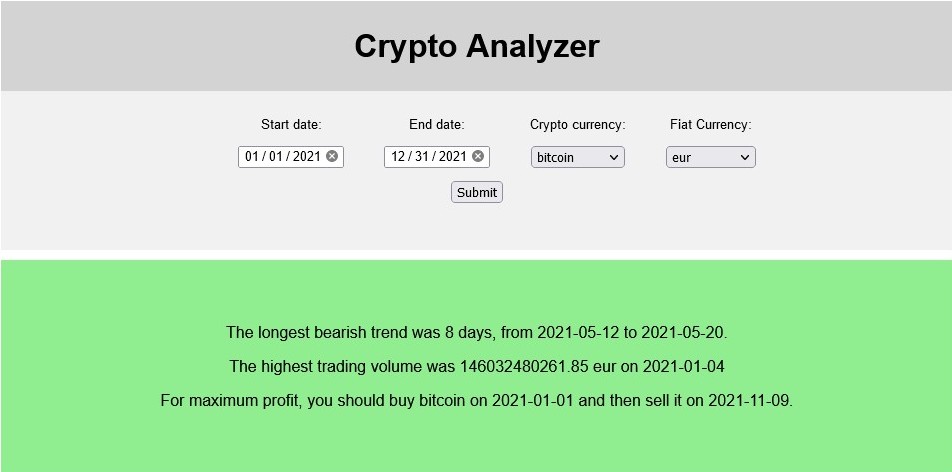 Crypto Analyzer
Start date: End date: Crypto currency: Fiat Currency:
01 / 01 / 2021 12 / 31 / 2021 bitcoin eur
Submit
The longest bearish trend was 8 days, from 2021-05-12 to 2021-05-20.
The highest trading volume was 146032480261.85 eur on 2021-01-04
For maximum profit, you should buy bitcoin on 2021-01-01 and then sell it on 2021-11-09.